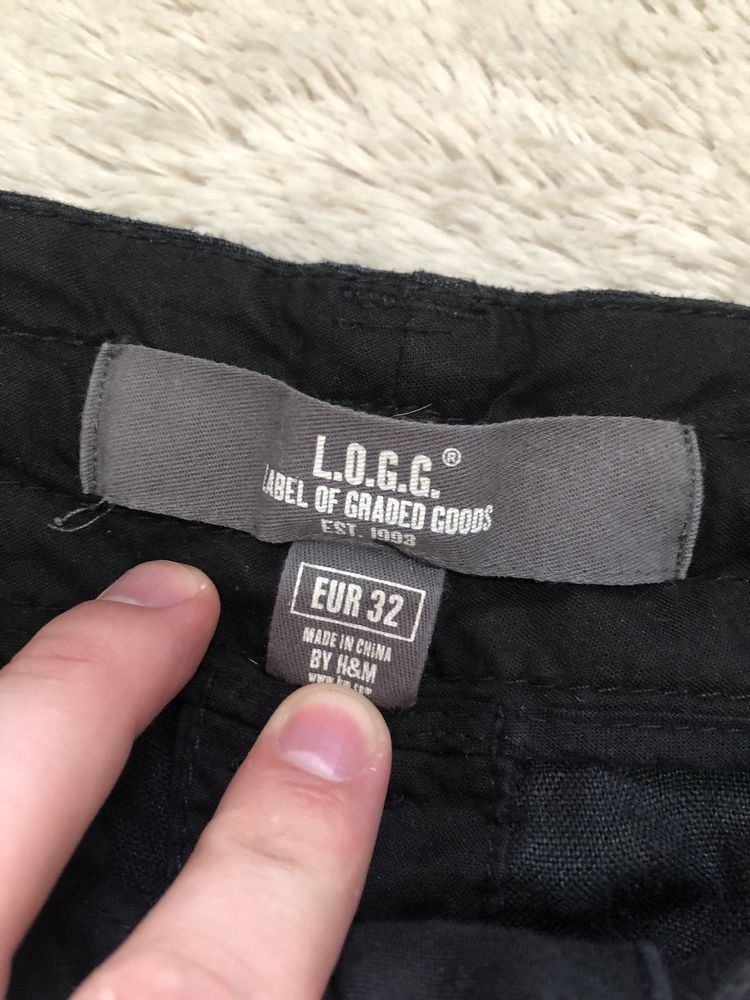 L.O.G.G.®
LABEL OF GRADED GOODS
EST. 1993
EUR 32
MADE IN CHINA
BY H&M